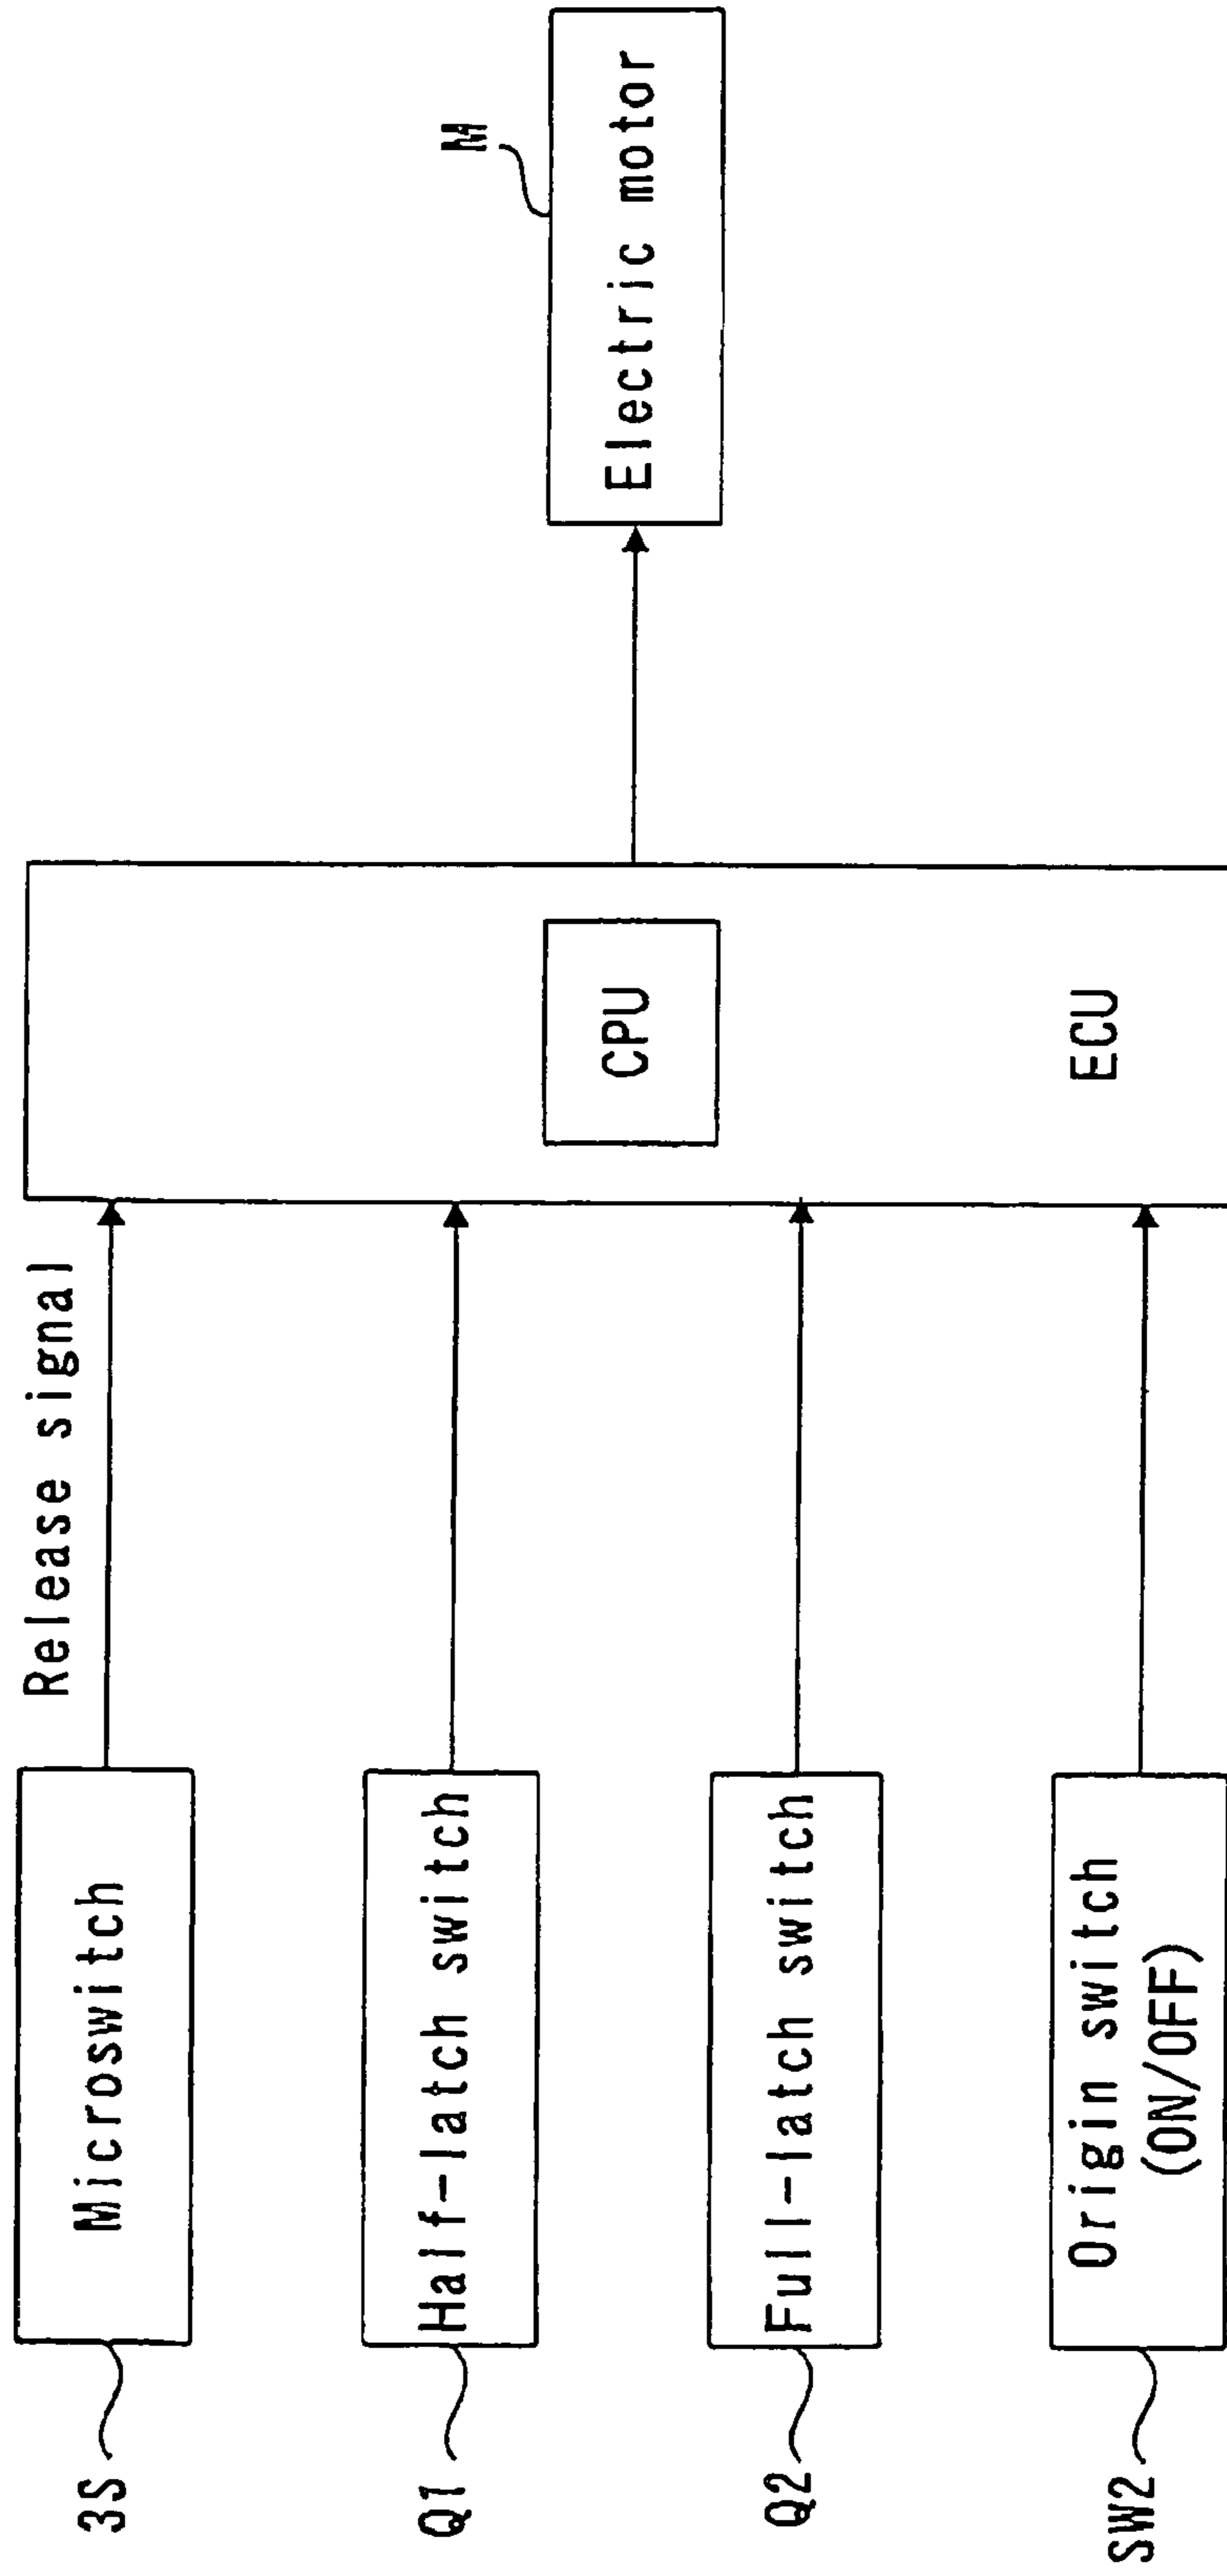 3S
Microswitch
Release signal
Q1
Half-latch switch
Q2
Full-latch switch
SW2
Origin switch
(ON/OFF)
CPU
ECU
M
Electric motor